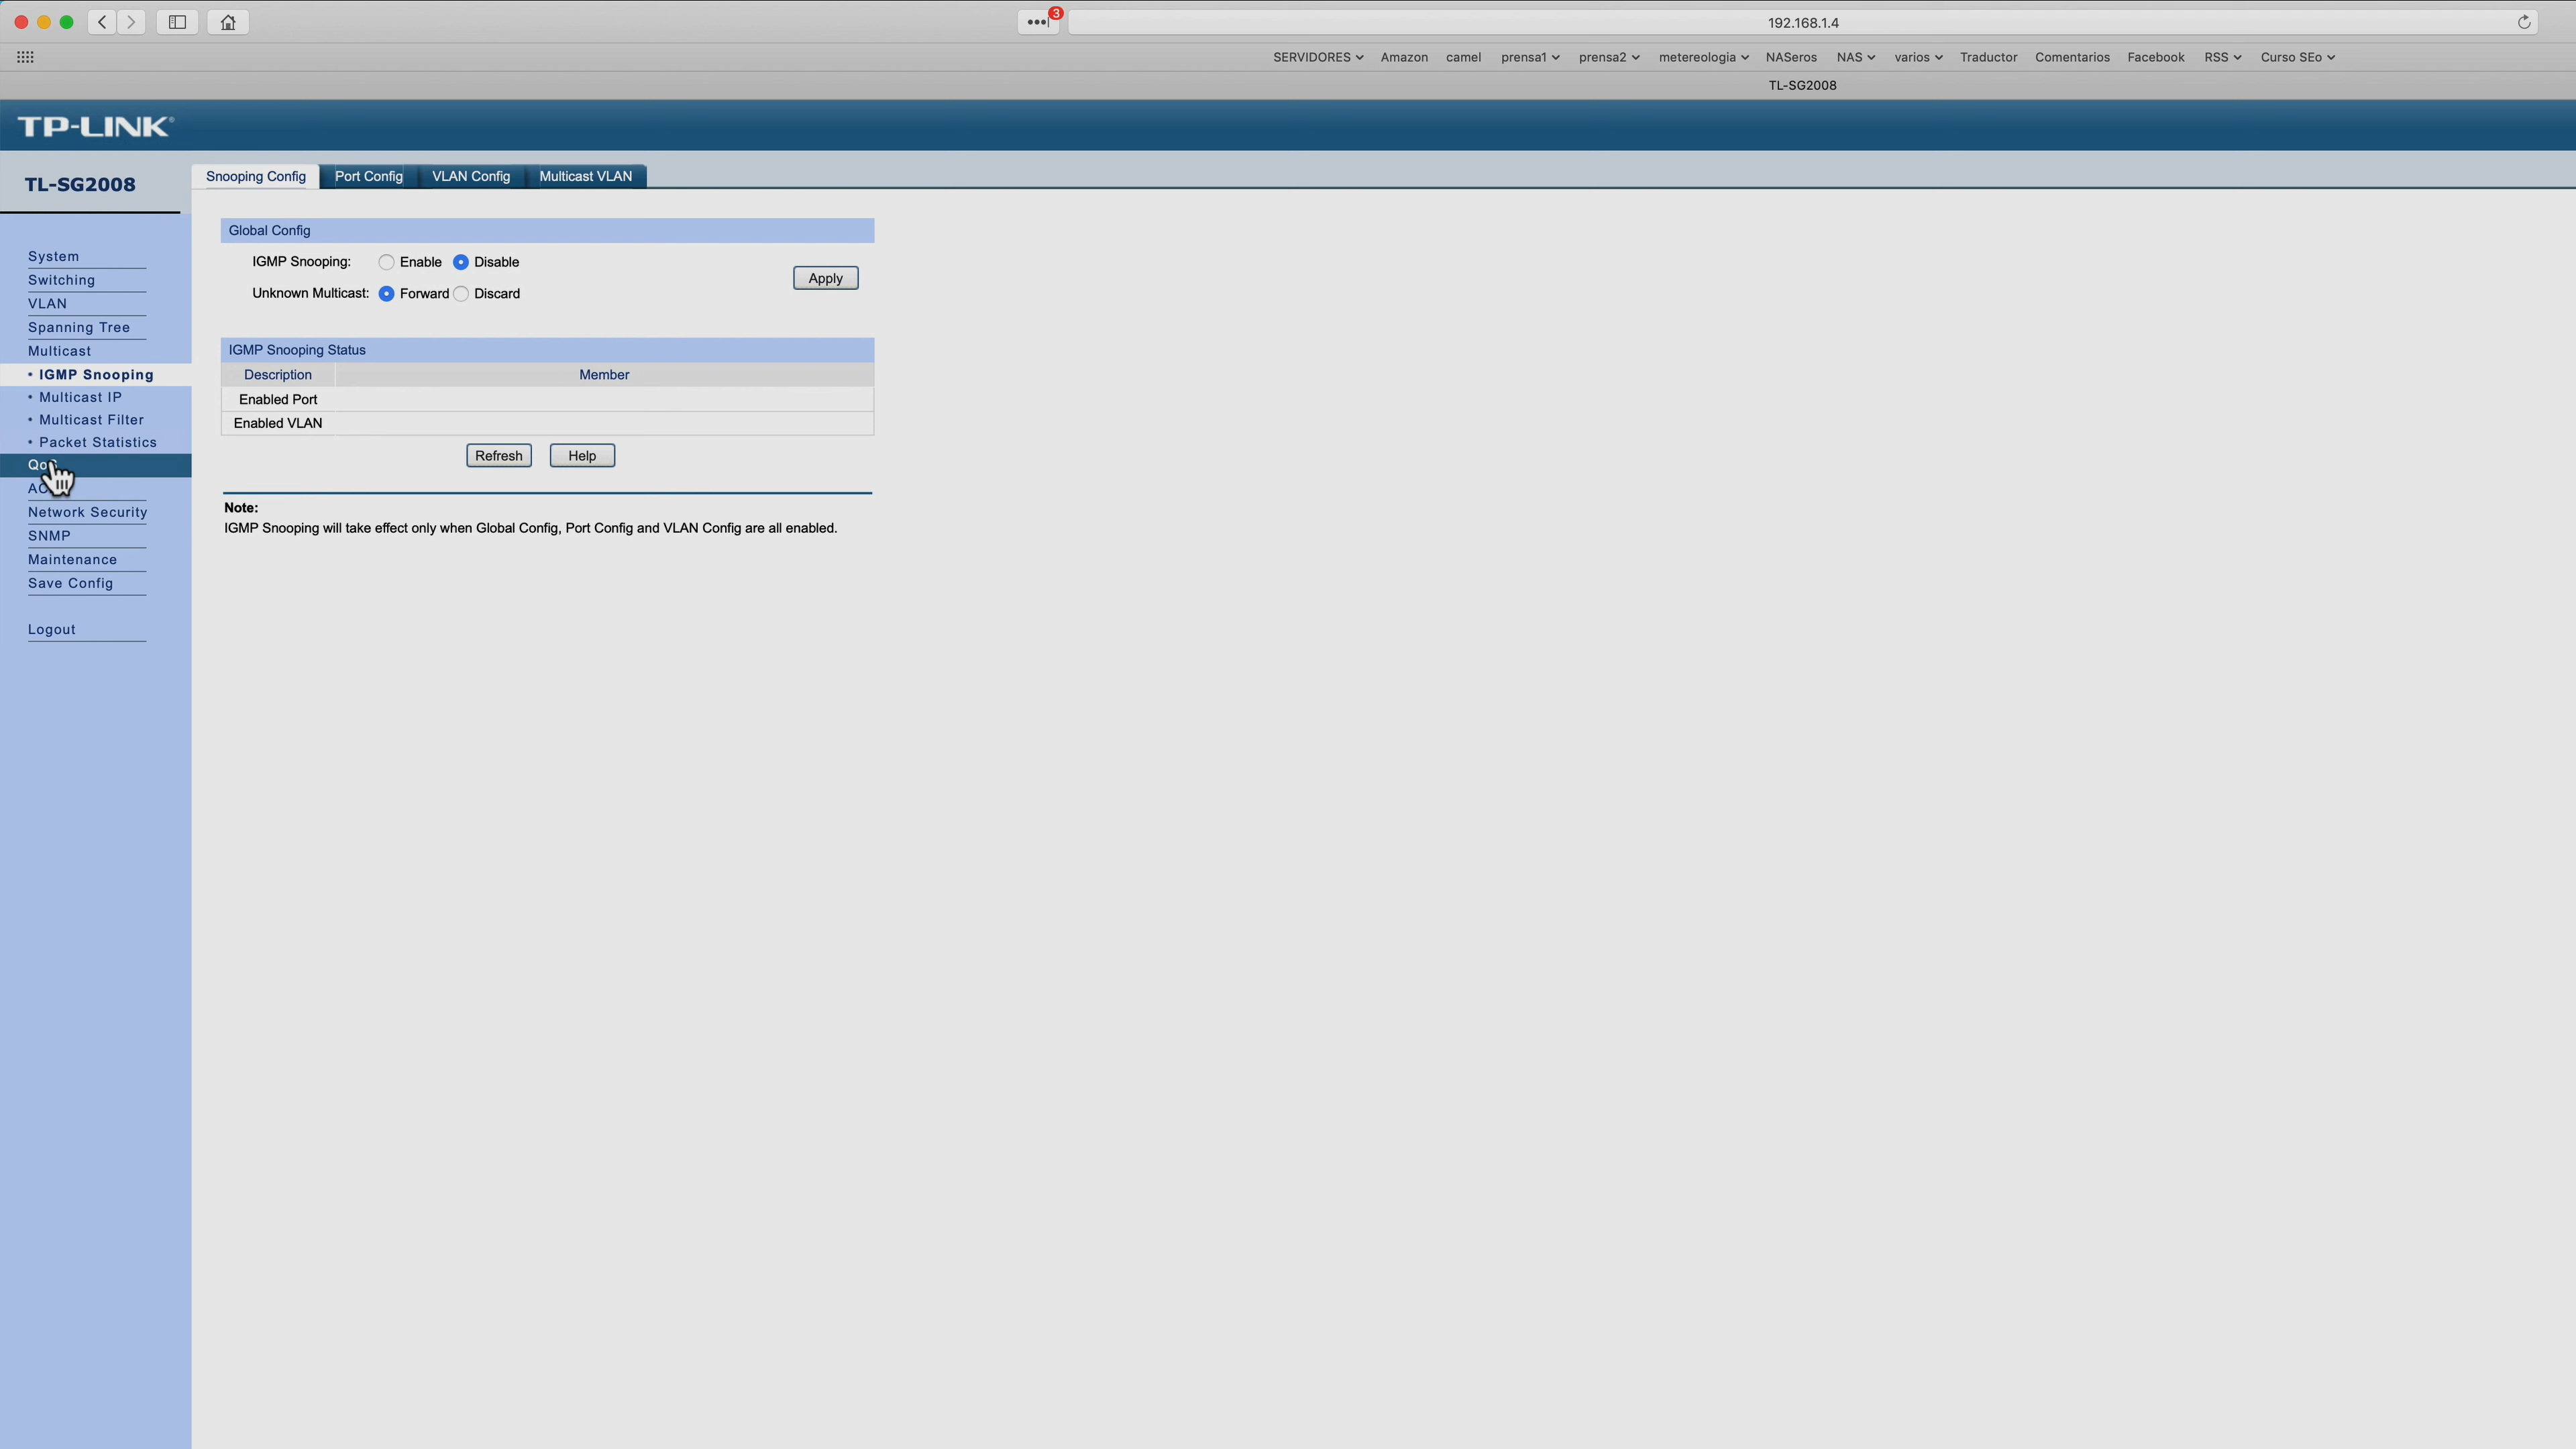 3
192.168.1.4
SERVIDORES Amazon camel prensa1 prensa2 metereologia NASeros NAS varios Traductor Comentarios Facebook RSS Curso SEo
TL-SG2008
TP-LINK®
TL-SG2008
Snooping Config Port Config VLAN Config Multicast VLAN
System
Switching
VLAN
Spanning Tree
Multicast
• IGMP Snooping
• Multicast IP
• Multicast Filter
• Packet Statistics
QoS
Network Security
SNMP
Maintenance
Save Config
Logout
Global Config
IGMP Snooping: Enable Disable
Apply
Unknown Multicast: Forward Discard
IGMP Snooping Status
Description Member
Enabled Port
Enabled VLAN
Refresh Help
Note:
IGMP Snooping will take effect only when Global Config, Port Config and VLAN Config are all enabled.